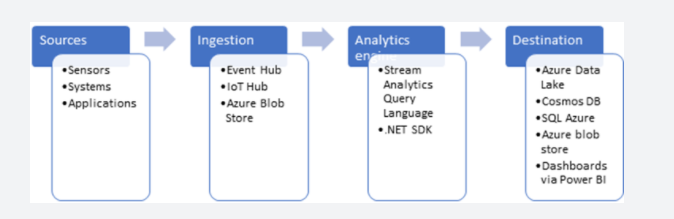 Sources
•Sensors
•Systems
•Applications
Ingestion
•Event Hub
•IoT Hub
•Azure Blob
Store
Analytics
•Stream
Analytics
Query
Language
•.NET SDK
Destination
•Azure Data
Lake
•Cosmos DB
•SQL Azure
•Azure blob
store
•Dashboards
via Power BI